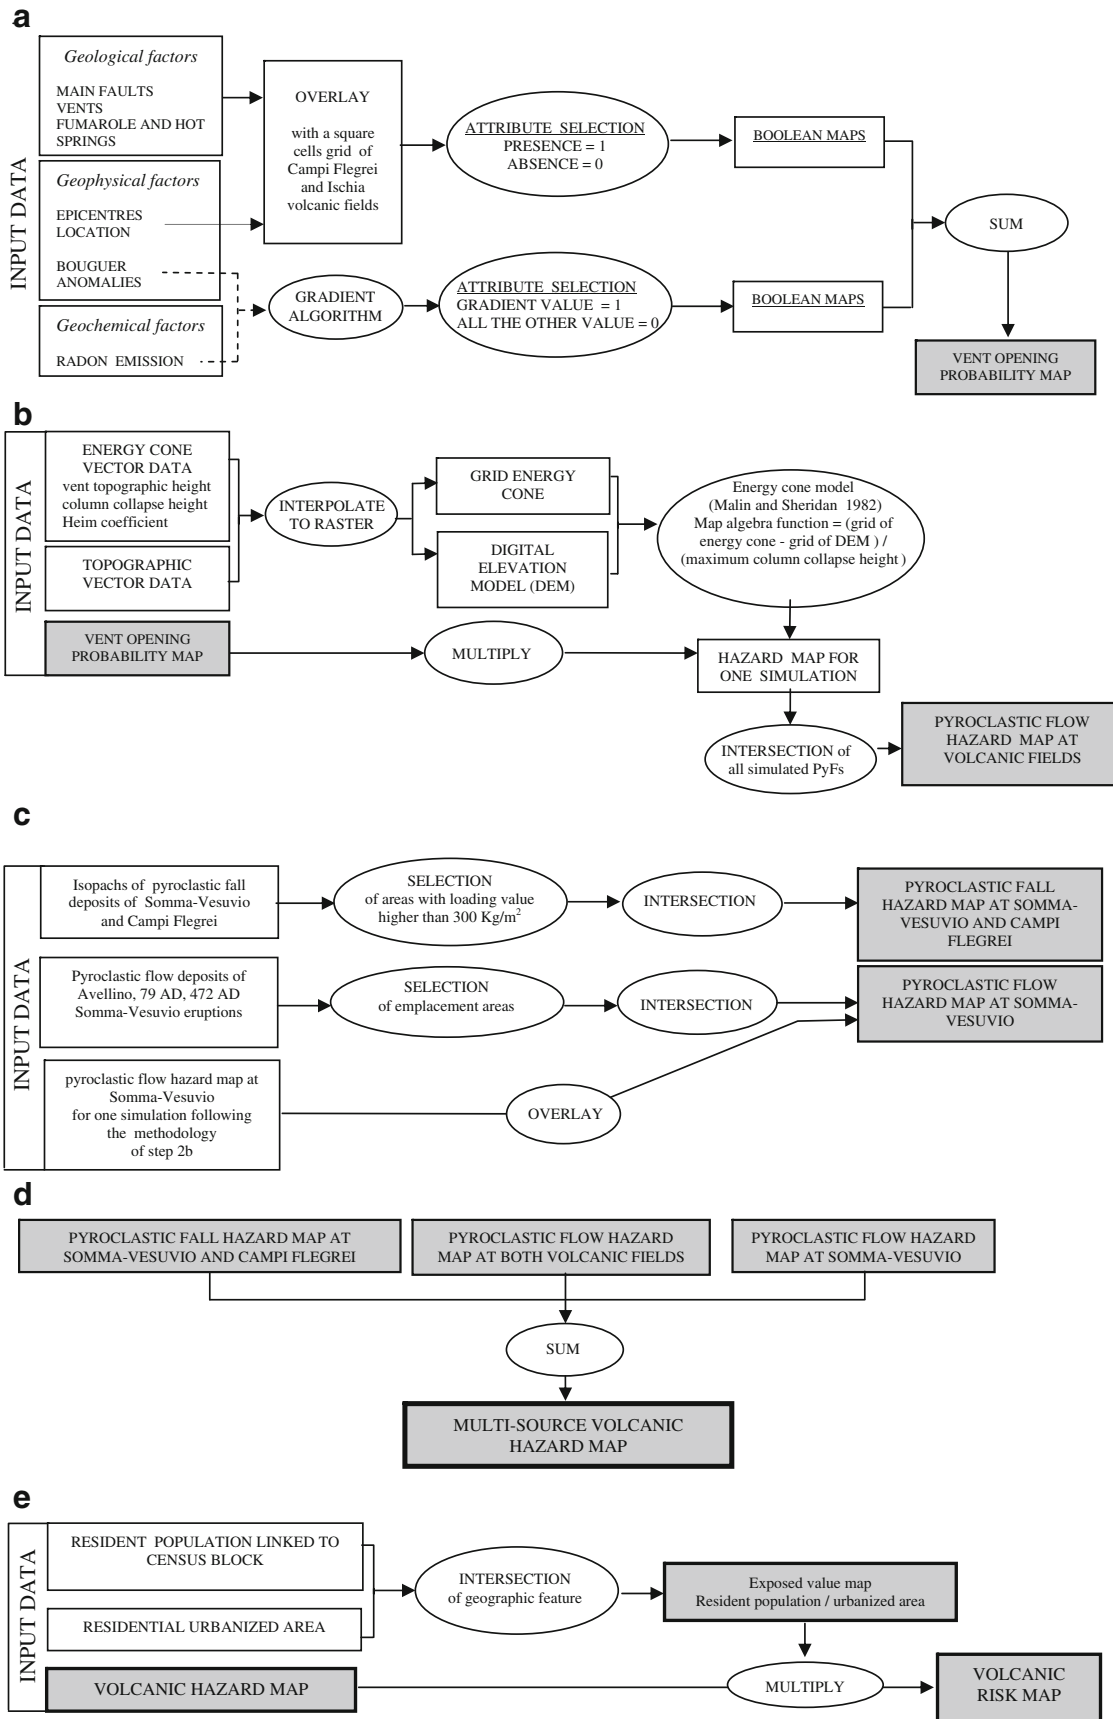 a
INPUT DATA
Geological factors
MAIN FAULTS
VENTS
FUMAROLE AND HOT
SPRINGS
Geophysical factors
EPICENTRES
LOCATION
BOUGUER
ANOMALIES
Geochemical factors
RADON EMISSION
OVERLAY
with a square
cells grid of
Campi Flegrei
and Ischia
volcanic fields
GRADIENT
ALGORITHM
ATTRIBUTE SELECTION
PRESENCE = 1
ABSENCE = 0
ATTRIBUTE SELECTION
GRADIENT VALUE = 1
ALL THE OTHER VALUE = 0
BOOLEAN MAPS
BOOLEAN MAPS
SUM
VENT OPENING
PROBABILITY MAP
b
INPUT DATA
ENERGY CONE
VECTOR DATA
vent topographic height
column collapse height
Heim coefficient
TOPOGRAPHIC
VECTOR DATA
VENT OPENING
PROBABILITY MAP
INTERPOLATE
TO RASTER
GRID ENERGY
CONE
DIGITAL
ELEVATION
MODEL (DEM)
Energy cone model
(Malin and Sheridan 1982)
Map algebra function = (grid of
energy cone - grid of DEM ) /
(maximum column collapse height )
MULTIPLY
HAZARD MAP FOR
ONE SIMULATION
INTERSECTION of
all simulated PyFs
PYROCLASTIC FLOW
HAZARD MAP AT
VOLCANIC FIELDS
c
INPUT DATA
Isopachs of pyroclastic fall
deposits of Somma-Vesuvio
and Campi Flegrei
SELECTION
of areas with loading value
higher than 300 Kg/m²
INTERSECTION
PYROCLASTIC FALL
HAZARD MAP AT SOMMA-
VESUVIO AND CAMPI
FLEGREI
Pyroclastic flow deposits of
Avellino, 79 AD, 472 AD
Somma-Vesuvio eruptions
SELECTION
of emplacement areas
INTERSECTION
PYROCLASTIC FLOW
HAZARD MAP AT SOMMA-
VESUVIO
pyroclastic flow hazard map at
Somma-Vesuvio
for one simulation following
the methodology
of step 2b
OVERLAY
d
PYROCLASTIC FALL HAZARD MAP AT
SOMMA-VESUVIO AND CAMPI FLEGREI
PYROCLASTIC FLOW HAZARD
MAP AT BOTH VOLCANIC FIELDS
PYROCLASTIC FLOW HAZARD
MAP AT SOMMA-VESUVIO
SUM
MULTI-SOURCE VOLCANIC
HAZARD MAP
e
INPUT DATA
RESIDENT POPULATION LINKED TO
CENSUS BLOCK
RESIDENTIAL URBANIZED AREA
VOLCANIC HAZARD MAP
INTERSECTION
of geographic feature
Exposed value map
Resident population / urbanized area
MULTIPLY
VOLCANIC
RISK MAP